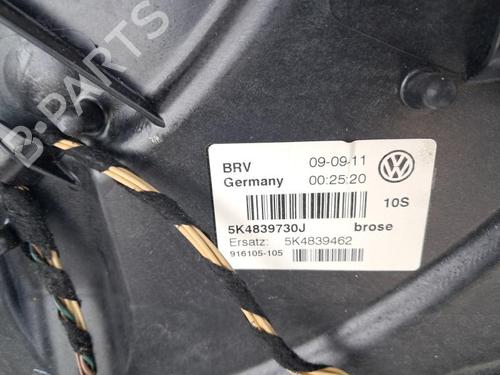 B-PARTS
BRV 09-09-11
Germany 00:25:20
10S
5K4839730J brose
Ersatz: 5K4839462
916105-105